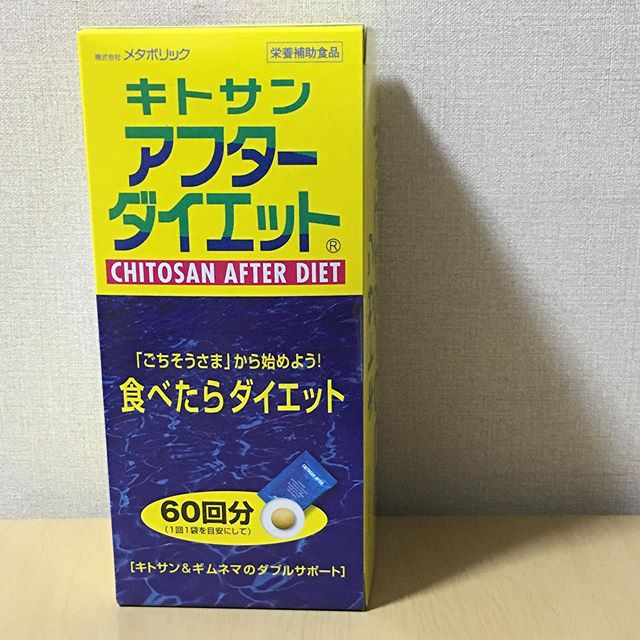 株式会社 メタボリック
栄養補助食品
キトサン
アフター
ダイエット®
CHITOSAN AFTER DIET
「ごちそうさま」から始めよう!
食べたらダイエット
60回分
(1回1袋を目安にして)
CHITOSAN AFTER
[キトサン&ギムネマのダブルサポート]